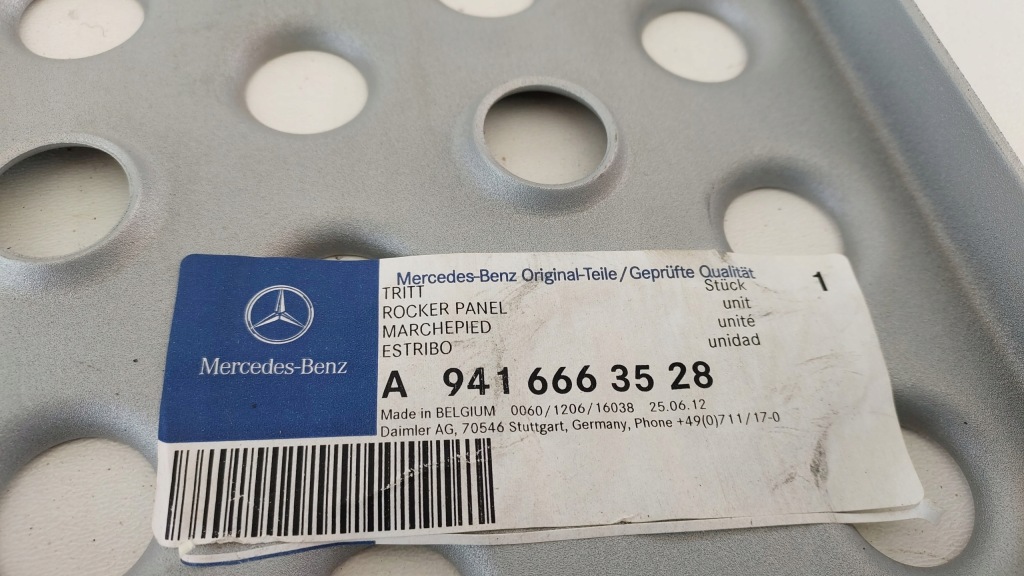 Mercedes-Benz
Mercedes-Benz Original-Teile/Geprüfte Qualität
TRITT Stück 1
ROCKER PANEL unit
MARCHEPIED unité
ESTRIBO unidad
A 941 666 35 28
Made in BELGIUM 0060/1206/16038 25.06.12
Daimler AG, 70546 Stuttgart, Germany, Phone +49(0)711/17-0